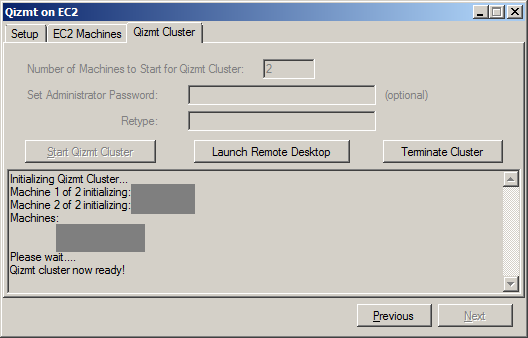 Qizmt on EC2
Setup EC2 Machines Qizmt Cluster
Number of Machines to Start for Qizmt Cluster: 2
Set Administrator Password: (optional)
Retype:
Start Qizmt Cluster Launch Remote Desktop Terminate Cluster
Initializing Qizmt Cluster...
Machine 1 of 2 initializing:
Machine 2 of 2 initializing:
Machines:
Please wait....
Qizmt cluster now ready!
Previous Next